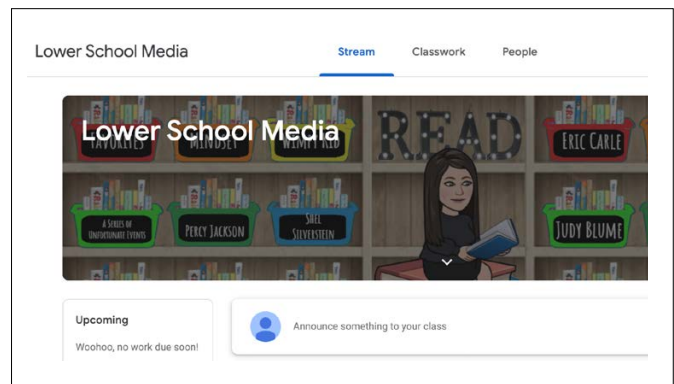 Lower School Media
Stream Classwork People
Lower School Media
READ
FAVORITES MINDSET WIMPY KID ERIC CARLE
A SERIES OF
UNFORTUNATE EVENTS
PERCY JACKSON
SHEL
SILVERSTEIN
JUDY BLUME
Upcoming
Woohoo, no work due soon!
Announce something to your class